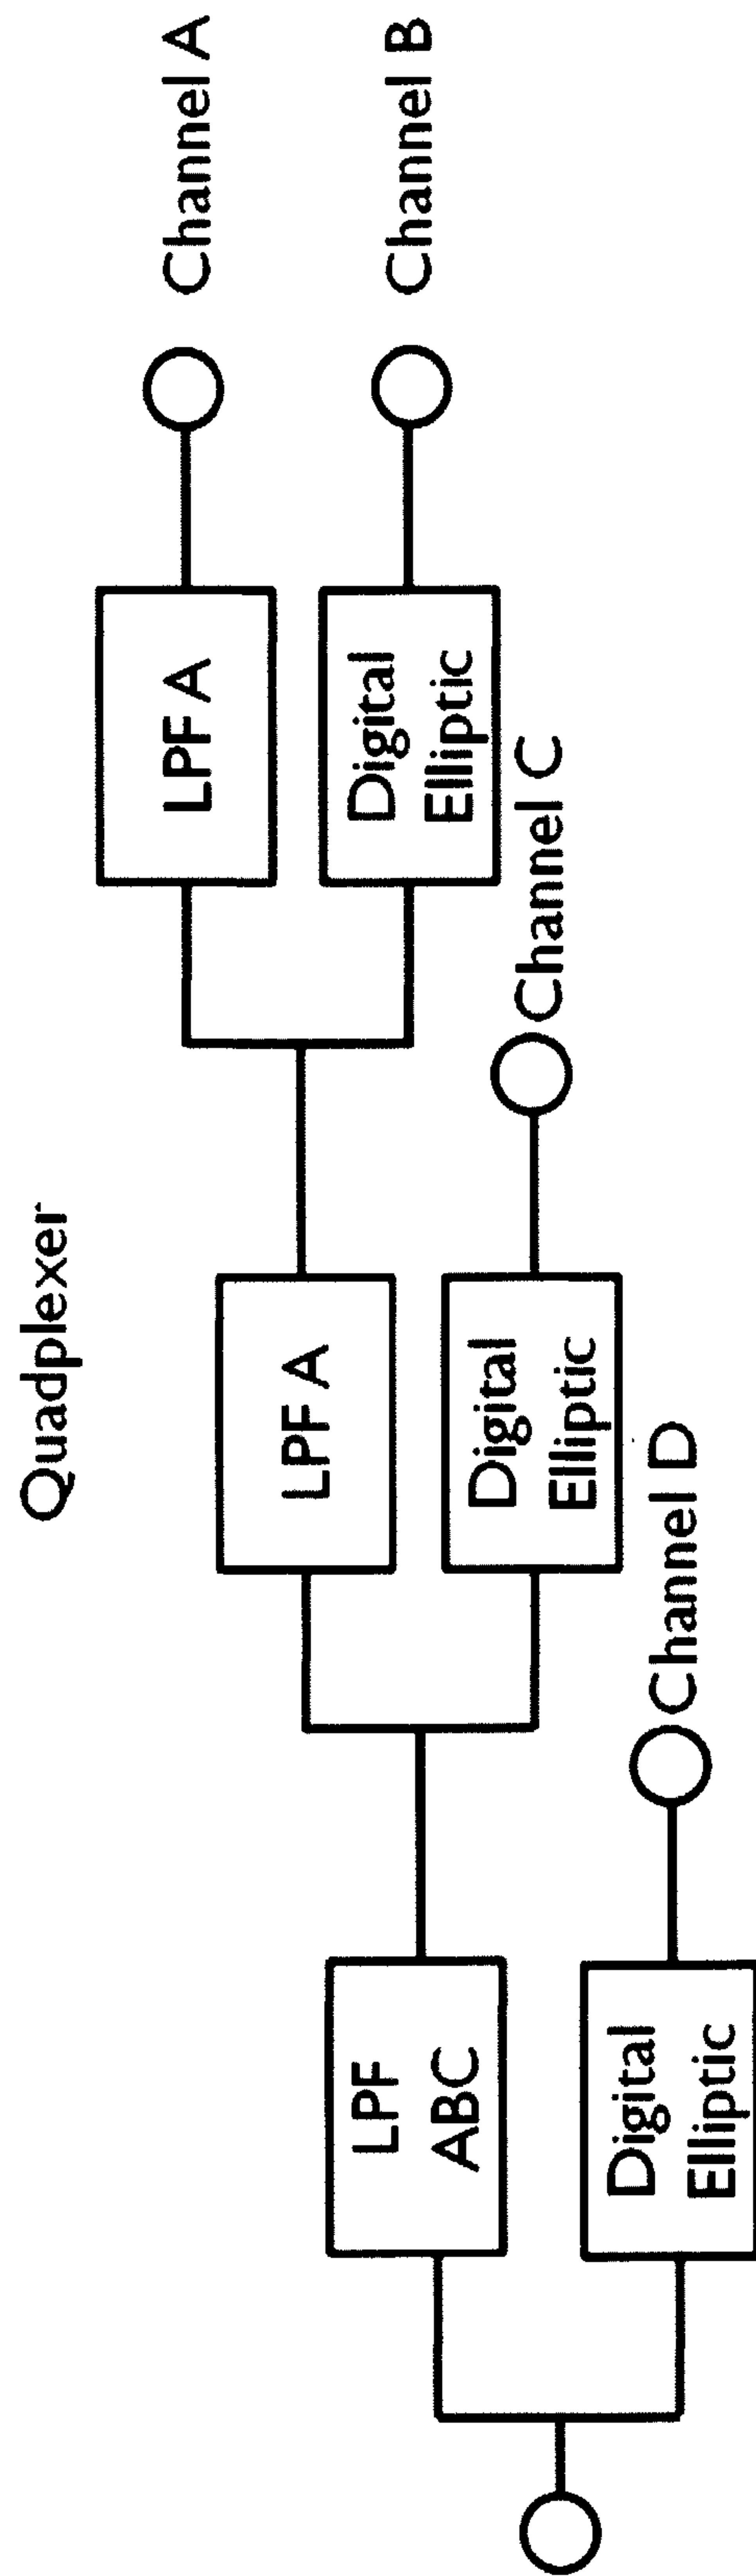 Quadplexer
LPF A
Channel A
Digital
Elliptic
Channel B
LPF A
Digital
Elliptic
Channel C
LPF
ABC
Digital
Elliptic
Channel D